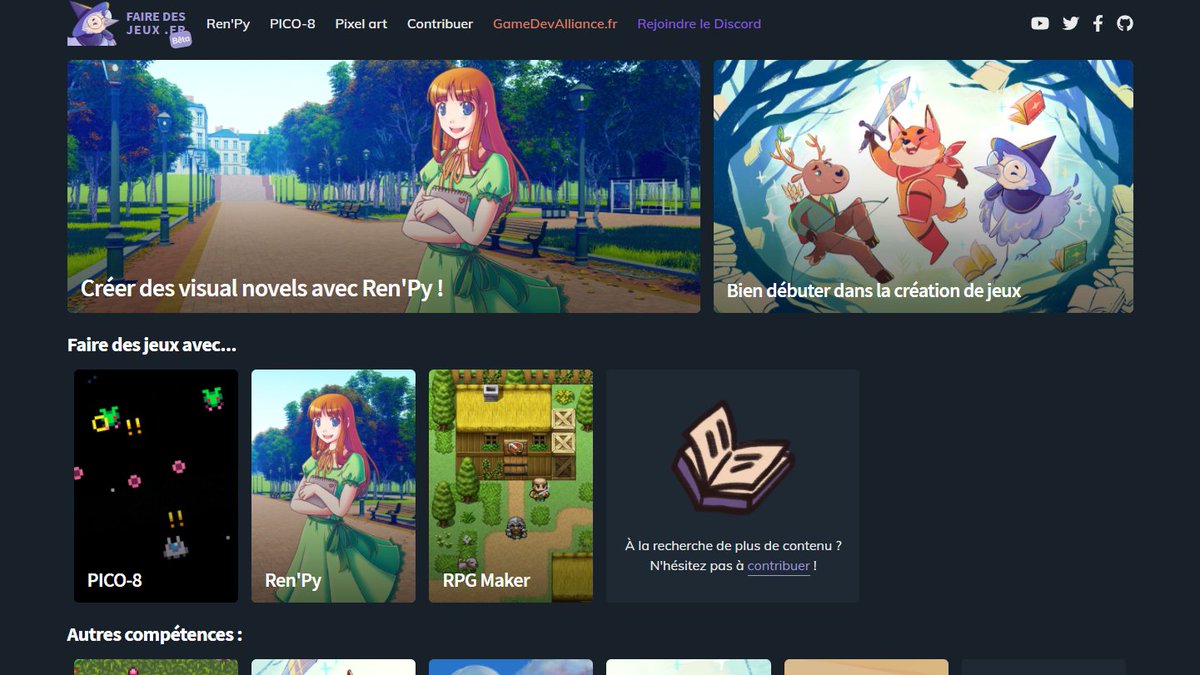 FAIRE DES
JEUX .FR
Bêta
Ren'Py
PICO-8
Pixel art
Contribuer
GameDevAlliance.fr
Rejoindre le Discord
Créer des visual novels avec Ren'Py !
Bien débuter dans la création de jeux
Faire des jeux avec...
!!
!!
PICO-8
Ren'Py
RPG Maker
À la recherche de plus de contenu ?
N'hésitez pas à contribuer !
Autres compétences :